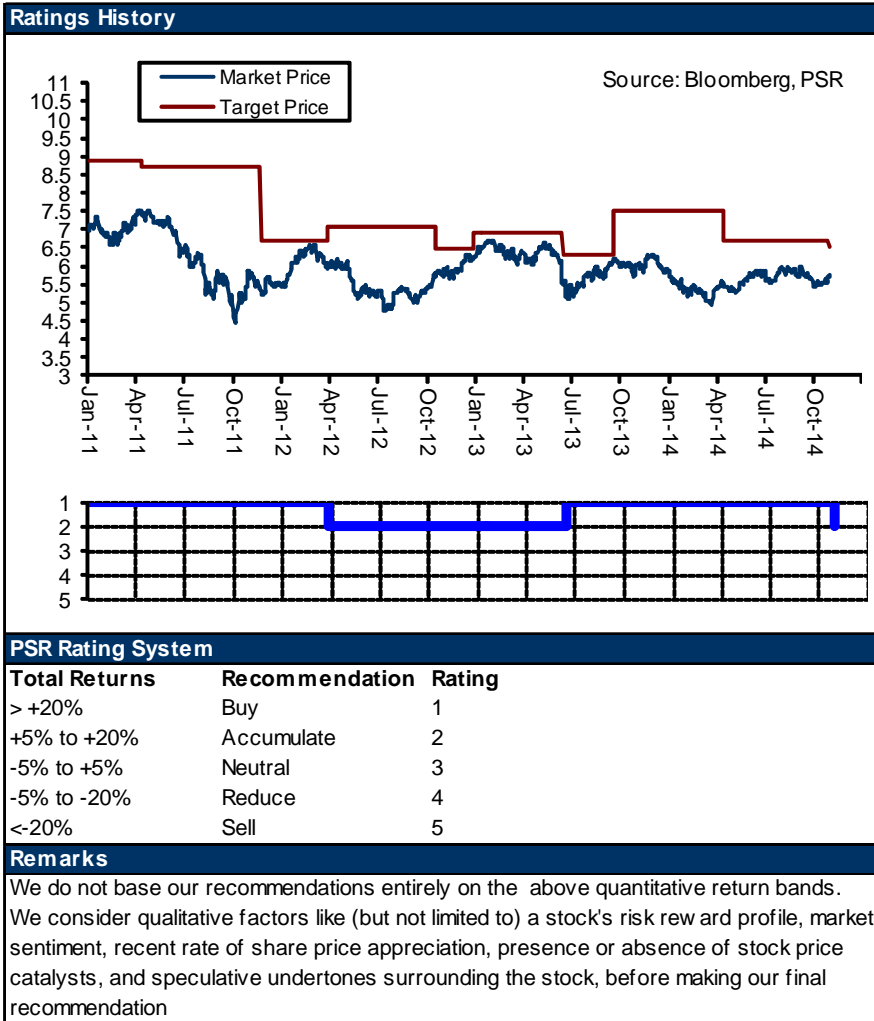 Ratings History
Market Price
Target Price
Source: Bloomberg, PSR
11
10.5
10
9.5
9
8.5
8
7.5
7
6.5
6
5.5
5
4.5
4
3.5
3
Jan-11
Apr-11
Jul-11
Oct-11
Jan-12
Apr-12
Jul-12
Oct-12
Jan-13
Apr-13
Jul-13
Oct-13
Jan-14
Apr-14
Jul-14
Oct-14
1
2
3
4
5
PSR Rating System
Total Returns Recommendation Rating
> +20% Buy 1
+5% to +20% Accumulate 2
-5% to +5% Neutral 3
-5% to -20% Reduce 4
<-20% Sell 5
Remarks
We do not base our recommendations entirely on the above quantitative return bands.
We consider qualitative factors like (but not limited to) a stock's risk reward profile, market
sentiment, recent rate of share price appreciation, presence or absence of stock price
catalysts, and speculative undertones surrounding the stock, before making our final
recommendation